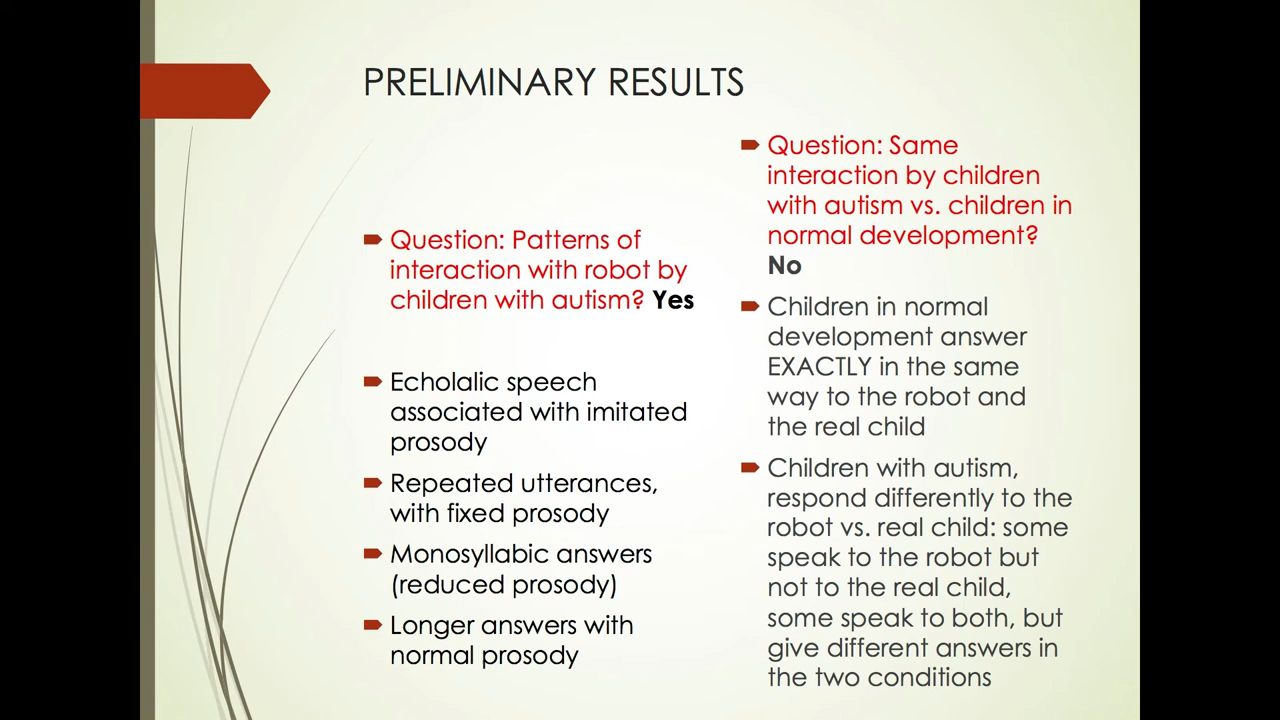 PRELIMINARY RESULTS
Question: Patterns of
interaction with robot by
children with autism? Yes
Echolalic speech
associated with imitated
prosody
Repeated utterances,
with fixed prosody
Monosyllabic answers
(reduced prosody)
Longer answers with
normal prosody
Question: Same
interaction by children
with autism vs. children in
normal development?
No
Children in normal
development answer
EXACTLY in the same
way to the robot and
the real child
Children with autism,
respond differently to the
robot vs. real child: some
speak to the robot but
not to the real child,
some speak to both, but
give different answers in
the two conditions